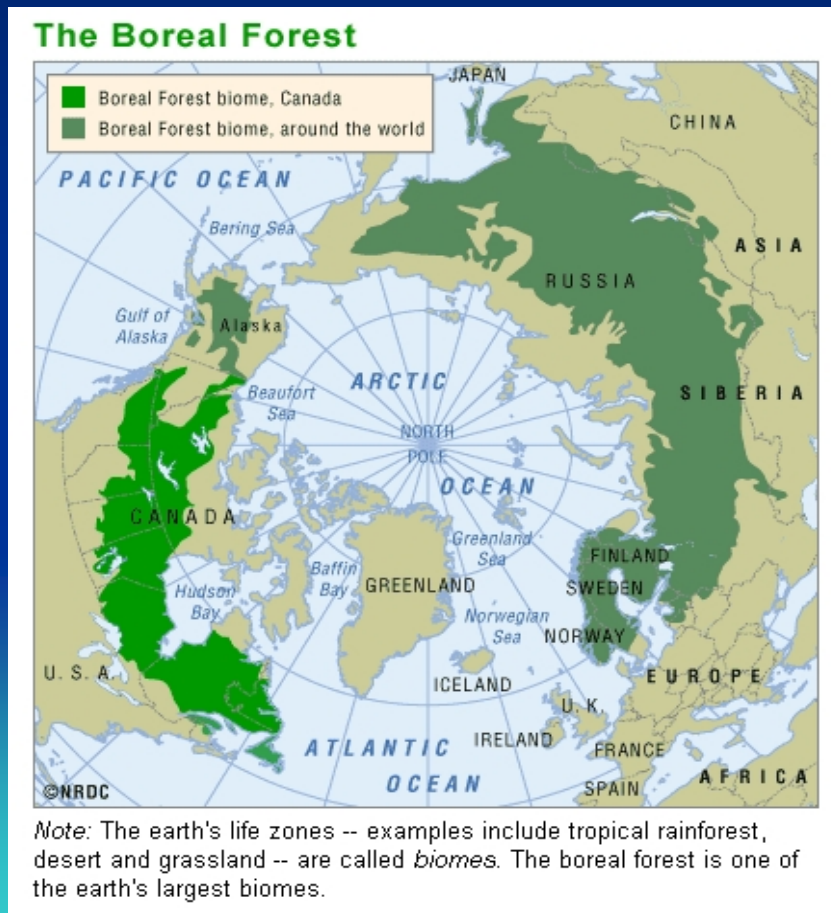 The Boreal Forest
Boreal Forest biome, Canada
Boreal Forest biome, around the world
JAPAN
CHINA
PACIFIC OCEAN
Bering Sea
ASIA
RUSSIA
Gulf of
Alaska
Alaska
ARCTIC
Beaufort
Sea
SIBERIA
NORTH
POLE
OCEAN
CANADA
Greenland
Sea
FINLAND
Baffin
Bay
GREENLAND
SWEDEN
Hudson
Bay
Norwegian
Sea
NORWAY
U.S.A.
ICELAND
EUROPE
U.K.
ATLANTIC
OCEAN
IRELAND
FRANCE
SPAIN
AFRICA
©NRDC
Note: The earth's life zones -- examples include tropical rainforest,
desert and grassland -- are called biomes. The boreal forest is one of
the earth's largest biomes.